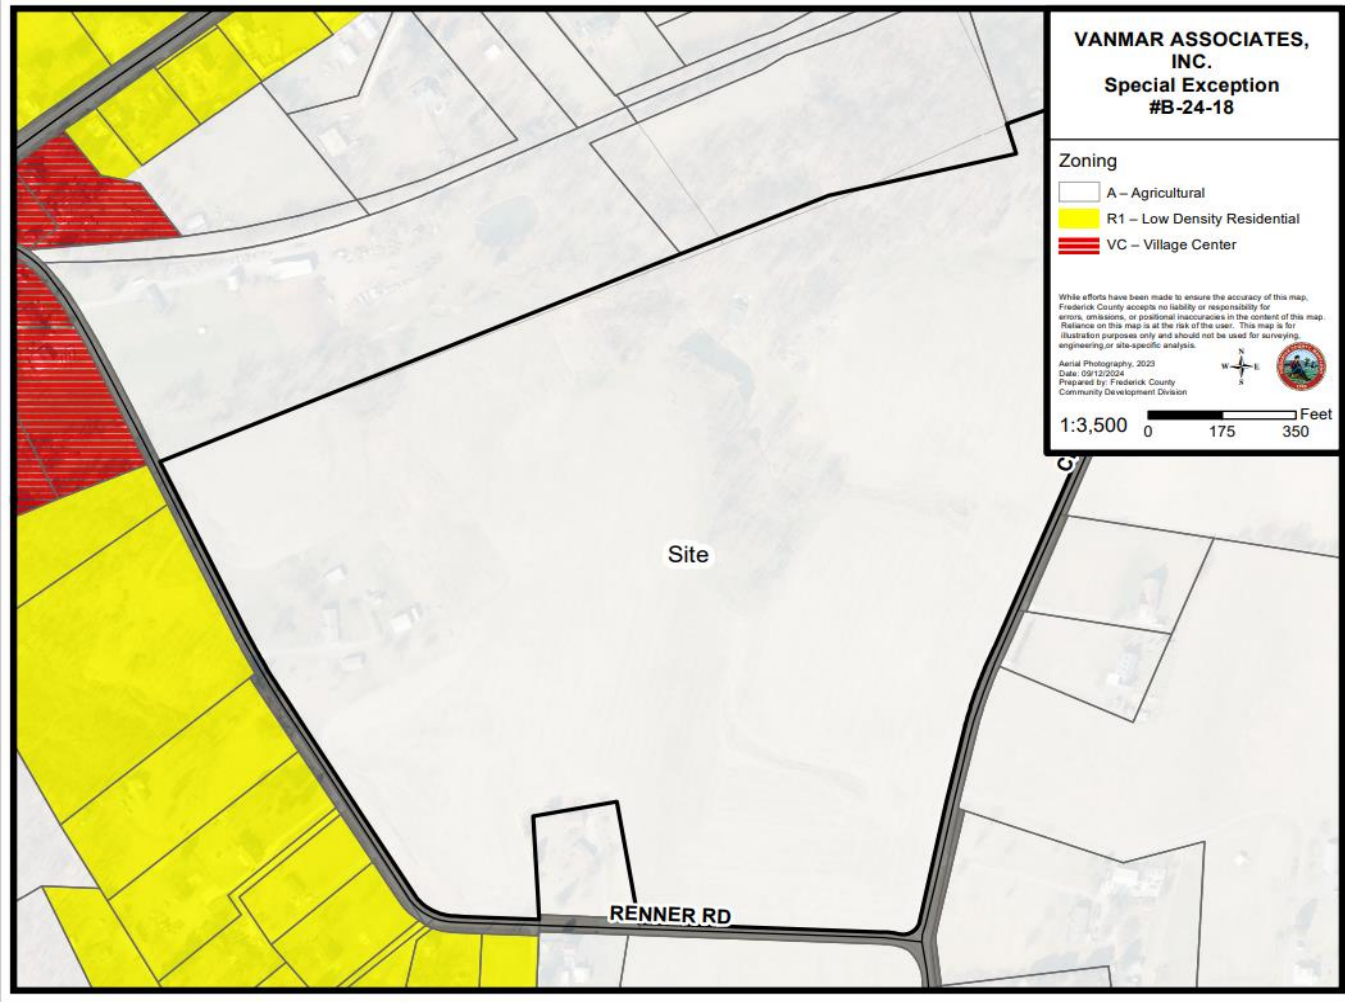 VANMAR ASSOCIATES,
INC.
Special Exception
#B-24-18
Zoning
A – Agricultural
R1 – Low Density Residential
VC – Village Center
While efforts have been made to ensure the accuracy of this map,
Frederick County accepts no liability or responsibility for
errors, omissions, or positional inaccuracies in the content of this map.
Reliance on this map is at the risk of the user. This map is for
illustration purposes only and should not be used for surveying,
engineering,or site-specific analysis.
Aerial Photography, 2023
Date: 09/12/2024
Prepared by: Frederick County
Community Development Division
N
W E
S
1:3,500
Feet
0 175 350
C
Site
RENNER RD